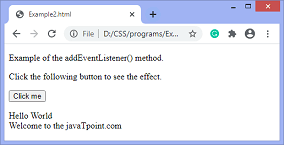 Example2.html
File
D:/CSS/programs/Ex...
Example of the addEventListener() method.
Click the following button to see the effect.
Click me
Hello World
Welcome to the javaTpoint.com